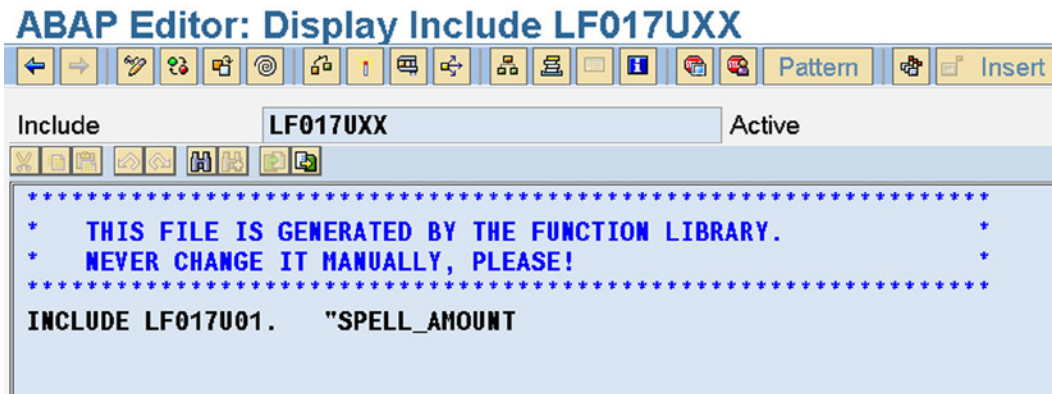 ABAP Editor: Display Include LF017UXX
Pattern Insert
Include LF017UXX Active
******************************************************************
*   THIS FILE IS GENERATED BY THE FUNCTION LIBRARY.              *
*   NEVER CHANGE IT MANUALLY, PLEASE!                            *
******************************************************************
INCLUDE LF017U01.   "SPELL_AMOUNT